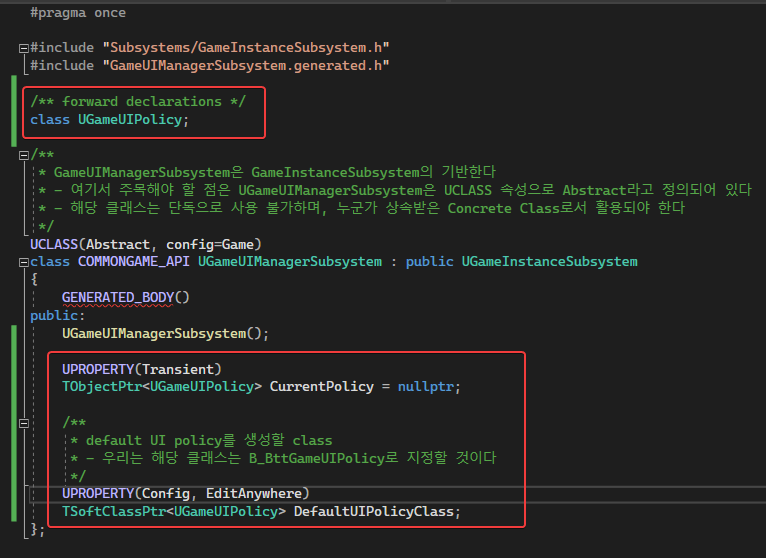 #pragma once
#include "Subsystems/GameInstanceSubsystem.h"
#include "GameUIManagerSubsystem.generated.h"
/** forward declarations */
class UGameUIPolicy;
/**
 * GameUIManagerSubsystem은 GameInstanceSubsystem의 기반한다
 * - 여기서 주목해야 할 점은 UGameUIManagerSubsystem은 UCLASS 속성으로 Abstract라고 정의되어 있다
 * - 해당 클래스는 단독으로 사용 불가하며, 누군가 상속받은 Concrete Class로서 활용되야 한다
 */
UCLASS(Abstract, config=Game)
class COMMONGAME_API UGameUIManagerSubsystem : public UGameInstanceSubsystem
{
    GENERATED_BODY()
public:
    UGameUIManagerSubsystem();
    UPROPERTY(Transient)
    TObjectPtr<UGameUIPolicy> CurrentPolicy = nullptr;
    /**
     * default UI policy를 생성할 class
     * - 우리는 해당 클래스는 B_BttGameUIPolicy로 지정할 것이다
     */
    UPROPERTY(Config, EditAnywhere)
    TSoftClassPtr<UGameUIPolicy> DefaultUIPolicyClass;
};